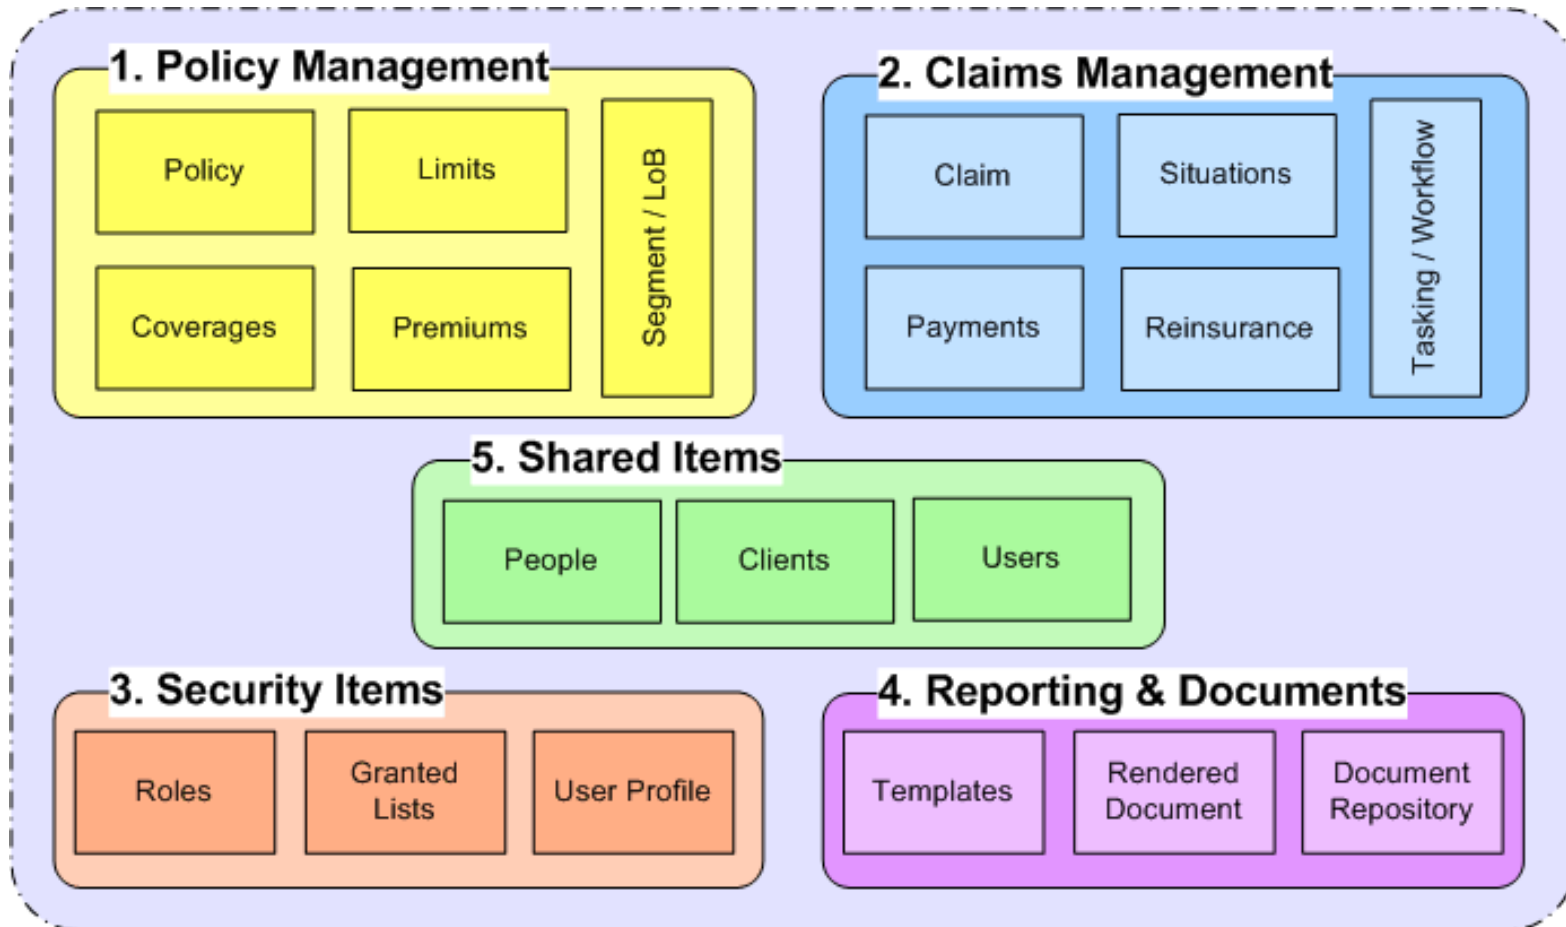 1. Policy Management
Policy
Limits
Segment / LoB
Coverages
Premiums
2. Claims Management
Claim
Situations
Tasking / Workflow
Payments
Reinsurance
5. Shared Items
People
Clients
Users
3. Security Items
Roles
Granted
Lists
User Profile
4. Reporting & Documents
Templates
Rendered
Document
Document
Repository